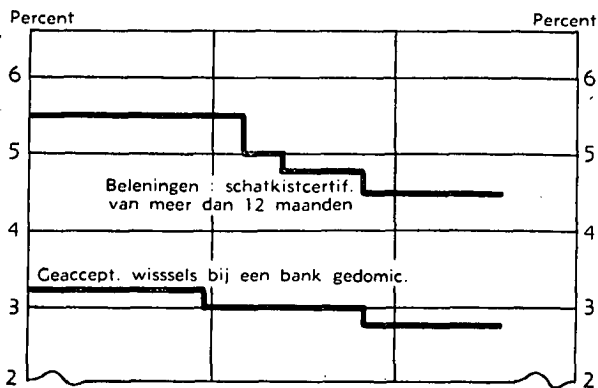 Percent Percent
6 6
5 5
Beleningen : schatkistcertif.
van meer dan 12 maanden
4 4
Geaccept. wisssels bij een bank gedomic.
3 3
2 2